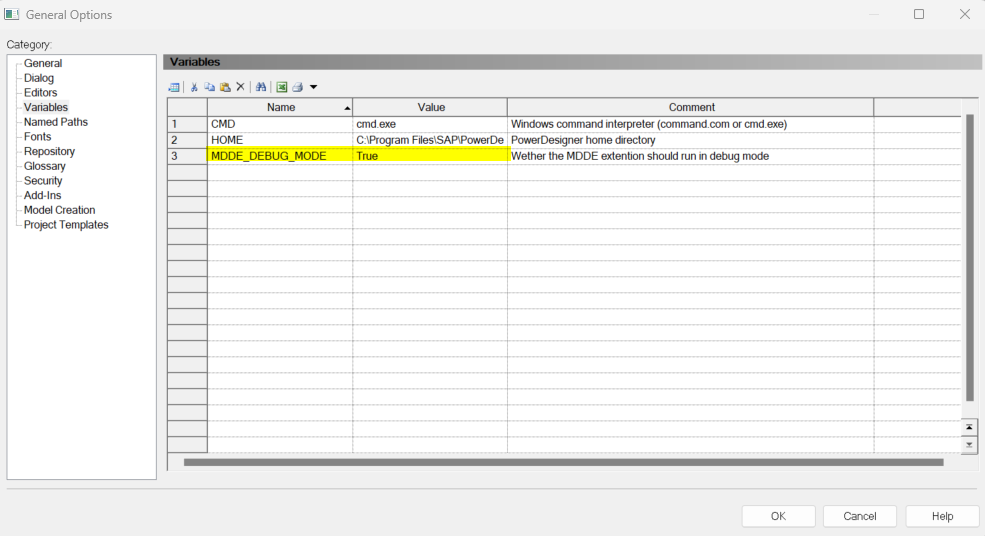 General Options
Category:
General
Dialog
Editors
Variables
Named Paths
Fonts
Repository
Glossary
Security
Add-Ins
Model Creation
Project Templates
Variables
Name Value Comment
1 CMD cmd.exe Windows command interpreter (command.com or cmd.exe)
2 HOME C:\Program Files\SAP\PowerDe PowerDesigner home directory
3 MDDE_DEBUG_MODE True Wether the MDDE extention should run in debug mode
OK Cancel Help